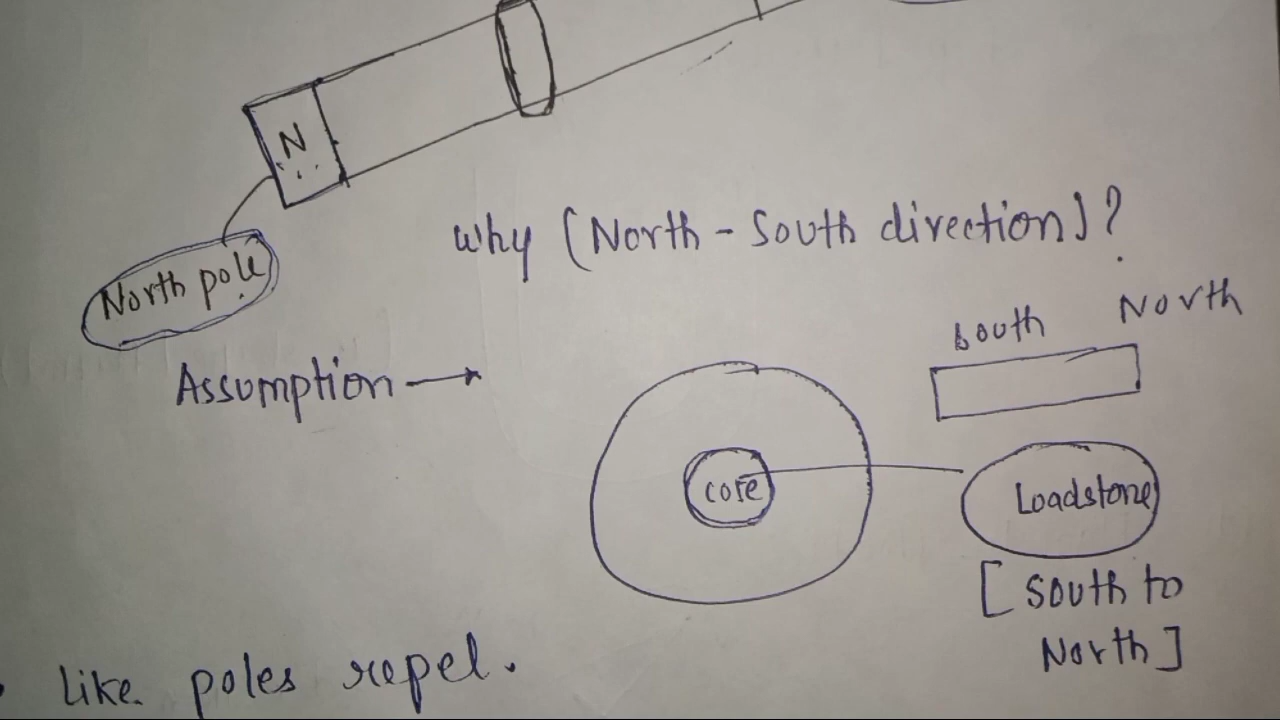 N
Why (North - South direction)?
North pole
South North
Assumption →
core
Loadstone
[South to
North]
• Like poles repel.